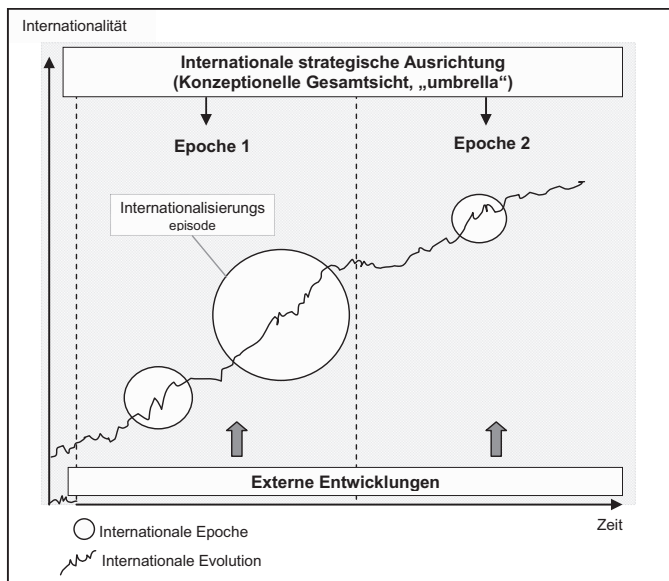 Internationalität
Internationale strategische Ausrichtung
(Konzeptionelle Gesamtsicht, „umbrella“)
Epoche 1
Epoche 2
Internationalisierungs
episode
Externe Entwicklungen
Zeit
Internationale Epoche
Internationale Evolution